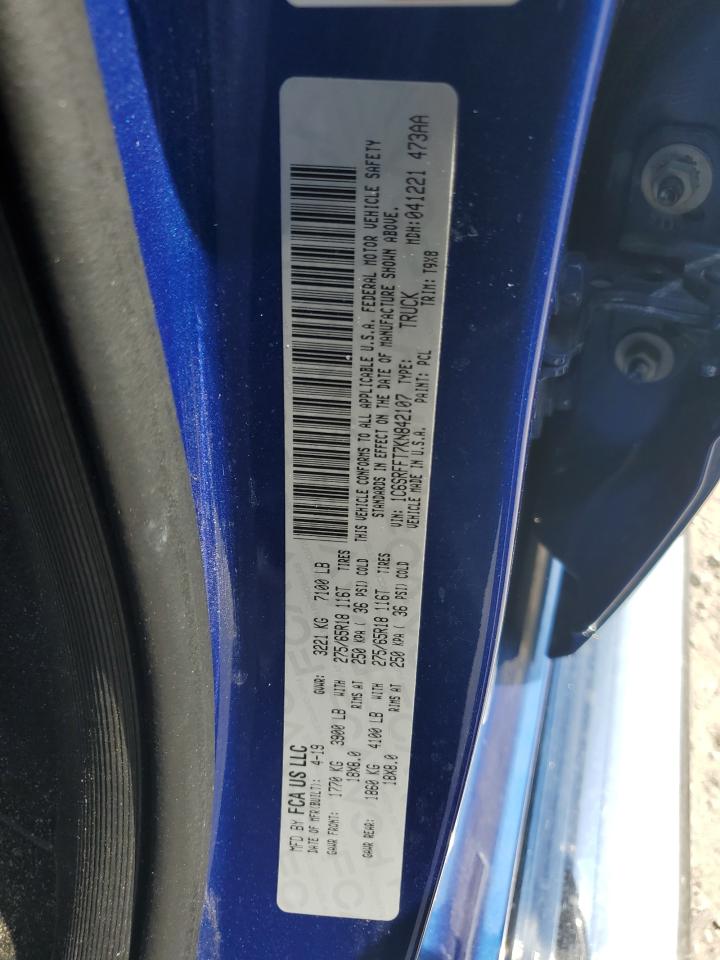 MFD BY FCA US LLC
DATE OF MFR(BUILT): 4-19 GVWR: 3221 KG 7100 LB
GAWR FRONT: 1770 KG 3900 LB WITH 275/65R18 116T TIRES
18X8.0 RIMS AT 250 KPA ( 36 PSI) COLD
GAWR REAR: 1860 KG 4100 LB WITH 275/65R18 116T TIRES
18X8.0 RIMS AT 250 KPA ( 36 PSI) COLD
THIS VEHICLE CONFORMS TO ALL APPLICABLE U.S.A. FEDERAL MOTOR VEHICLE SAFETY
STANDARDS IN EFFECT ON THE DATE OF MANUFACTURE SHOWN ABOVE.
VIN: 1C6SRFFT7KN842107 TYPE: TRUCK MDH:041221 473AA
VEHICLE MADE IN U.S.A. PAINT: PCL TRIM: T9X8